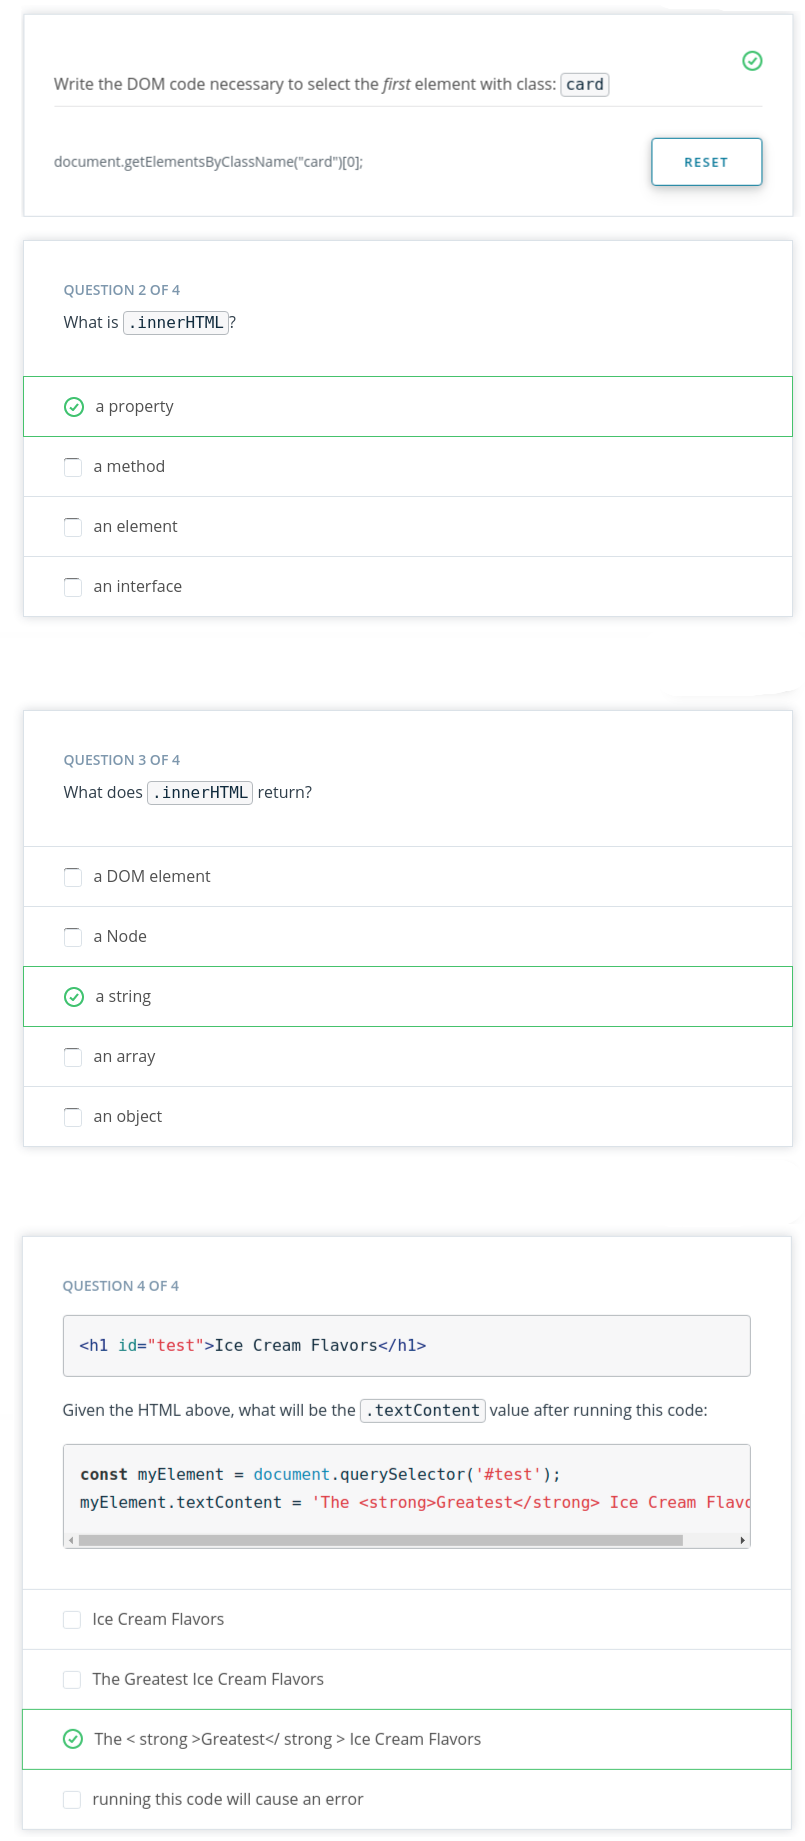 Write the DOM code necessary to select the first element with class: card
document.getElementsByClassName("card")[0];
RESET
QUESTION 2 OF 4
What is .innerHTML?
a property
a method
an element
an interface
QUESTION 3 OF 4
What does .innerHTML return?
a DOM element
a Node
a string
an array
an object
QUESTION 4 OF 4
<h1 id="test">Ice Cream Flavors</h1>
Given the HTML above, what will be the .textContent value after running this code:
const myElement = document.querySelector('#test');
myElement.textContent = 'The <strong>Greatest</strong> Ice Cream Flavo
Ice Cream Flavors
The Greatest Ice Cream Flavors
The < strong >Greatest</ strong > Ice Cream Flavors
running this code will cause an error